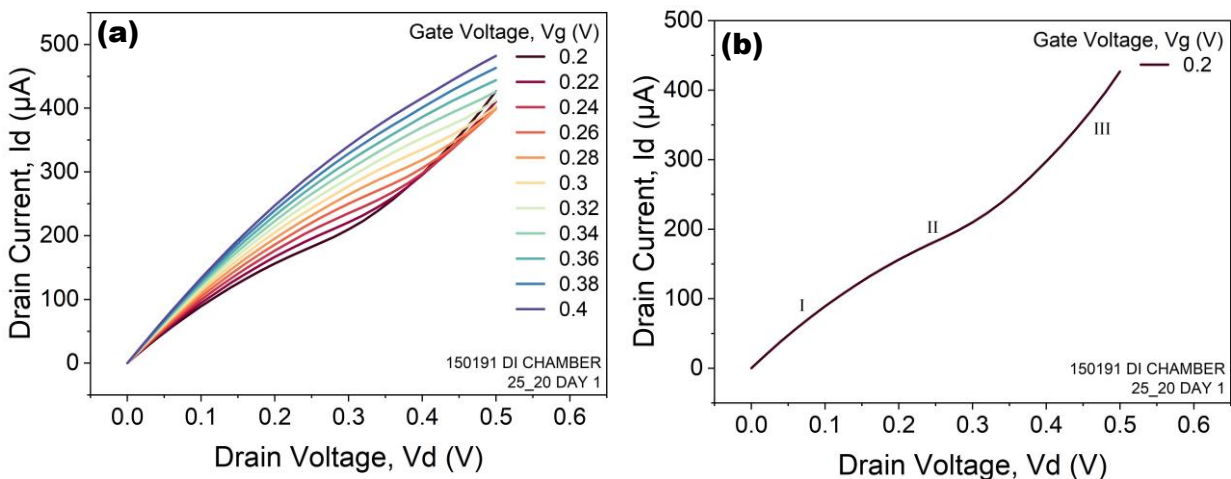 (a)
Gate Voltage, Vg (V)
0.2
0.22
0.24
0.26
0.28
0.3
0.32
0.34
0.36
0.38
0.4
500
400
300
200
100
0
Drain Current, Id (µA)
150191 DI CHAMBER
25_20 DAY 1
0.0 0.1 0.2 0.3 0.4 0.5 0.6
Drain Voltage, Vd (V)
(b)
Gate Voltage, Vg (V)
0.2
500
400
300
200
100
0
Drain Current, Id (µA)
I
II
III
150191 DI CHAMBER
25_20 DAY 1
0.0 0.1 0.2 0.3 0.4 0.5 0.6
Drain Voltage, Vd (V)